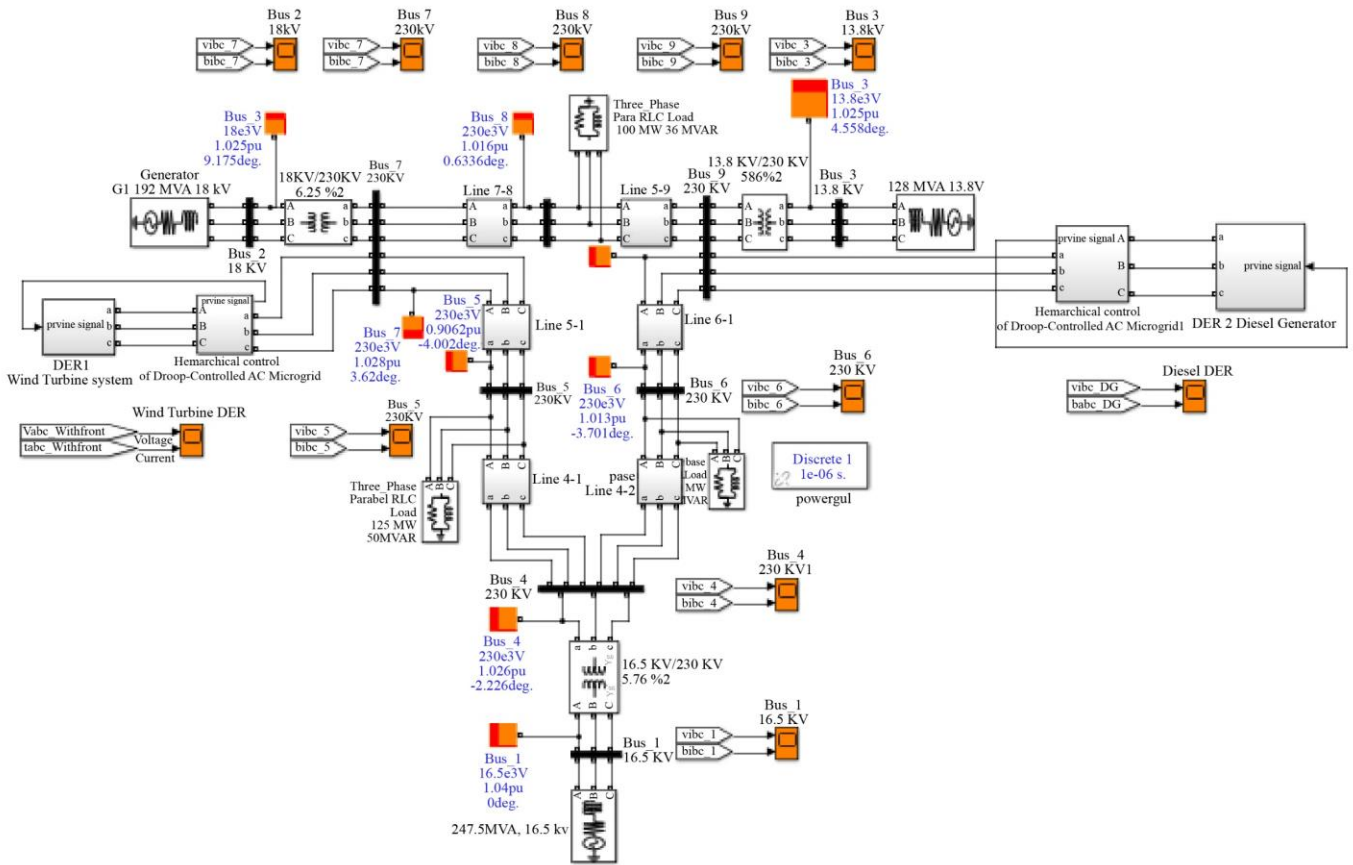 Bus 2
18kV
vibc_7
bibc_7
Bus 7
230kV
vibc_7
bibc_7
Bus 8
230kV
vibc_8
bibc_8
Bus 9
230kV
vibc_9
bibc_9
Bus 3
13.8kV
vibc_3
bibc_3
Bus_3
18e3V
1.025pu
9.175deg.
Bus_8
230e3V
1.016pu
0.6336deg.
Three_Phase
Para RLC Load
100 MW 36 MVAR
Bus_3
13.8e3V
1.025pu
4.558deg.
Generator
G1 192 MVA 18 kV
A
B
C
Bus_2
18 KV
18KV/230KV
6.25 %2
A
B
C
a
b
c
Bus_7
230KV
Line 7-8
A
B
C
a
b
c
Line 5-9
A
B
C
a
b
c
Bus_9
230 KV
13.8 KV/230 KV
586%2
A
B
C
a
b
c
Bus_3
13.8 KV
128 MVA 13.8V
A
B
C
prvine signal
a
b
c
DER1
Wind Turbine system
prvine signal
A
B
C
a
b
c
Hemarchical control
of Droop-Controlled AC Microgrid
Bus_7
230e3V
1.028pu
3.62deg.
Bus_5
230e3V
0.9062pu
-4.002deg.
A B C
a b c
Line 5-1
A B C
a b c
Line 6-1
prvine signal
A
a
B
b
C
c
Hemarchical control
of Droop-Controlled AC Microgrid1
a
b
c
prvine signal
DER 2 Diesel Generator
Bus_5
230KV
Bus_6
230e3V
1.013pu
-3.701deg.
Bus_6
230 KV
Bus_6
230 KV
vibc_6
bibc_6
Diesel DER
vibc_DG
babc_DG
Wind Turbine DER
Vabc_Withfront
tabc_Withfront
Voltage
Current
Bus_5
230KV
vibc_5
bibc_5
Three_Phase
Parabel RLC
Load
125 MW
50MVAR
A B C
A B C
a b c
Line 4-1
pase
Line 4-2
A B C
a b c
A B C
base
Load
MW
IVAR
Discrete 1
1e-06 s.
powergul
Bus_4
230 KV
Bus_4
230 KV1
vibc_4
bibc_4
Bus_4
230e3V
1.026pu
-2.226deg.
a b c
Yg
Yg
A B C
16.5 KV/230 KV
5.76 %2
Bus_1
16.5 KV
vibc_1
bibc_1
Bus_1
16.5e3V
1.04pu
0deg.
Bus_1
16.5 KV
A B C
247.5MVA, 16.5 kv